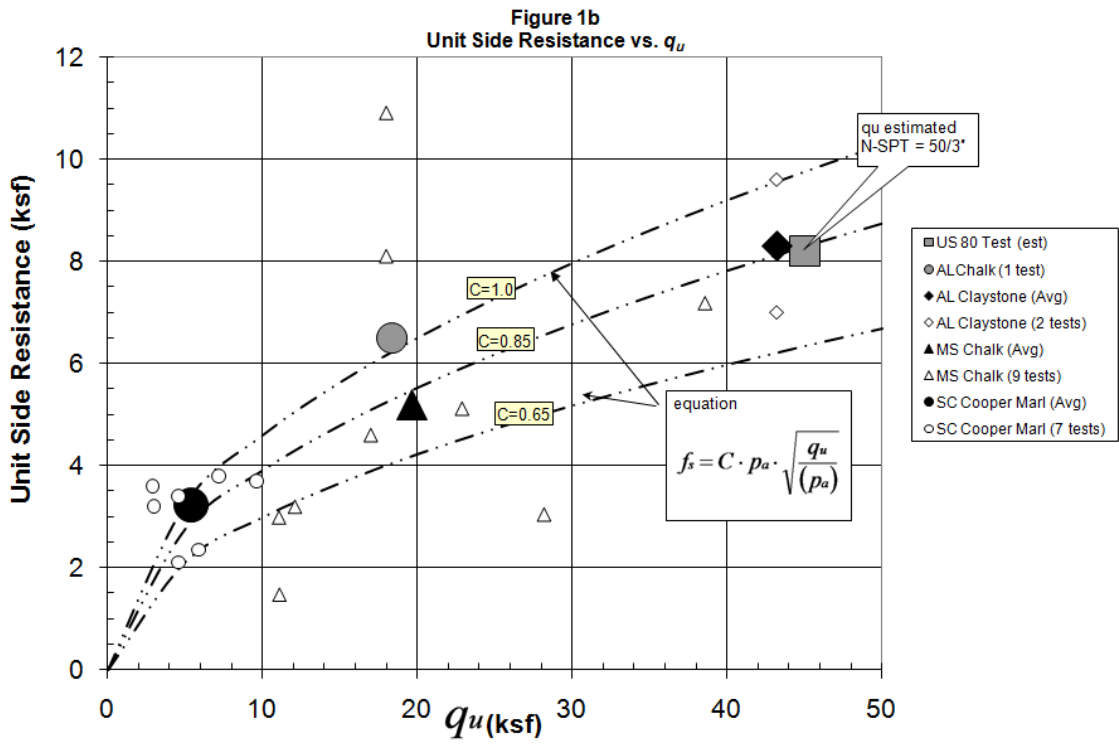 Figure 1b
Unit Side Resistance vs. qu
Unit Side Resistance (ksf)
12
10
8
6
4
2
0
0
10
20
30
40
50
qu (ksf)
C=1.0
C=0.85
C=0.65
qu estimated
N-SPT = 50/3"
equation
fs = C · pa · √(qu/(pa))
US 80 Test (est)
ALChalk (1 test)
AL Claystone (Avg)
AL Claystone (2 tests)
MS Chalk (Avg)
MS Chalk (9 tests)
SC Cooper Marl (Avg)
SC Cooper Marl (7 tests)